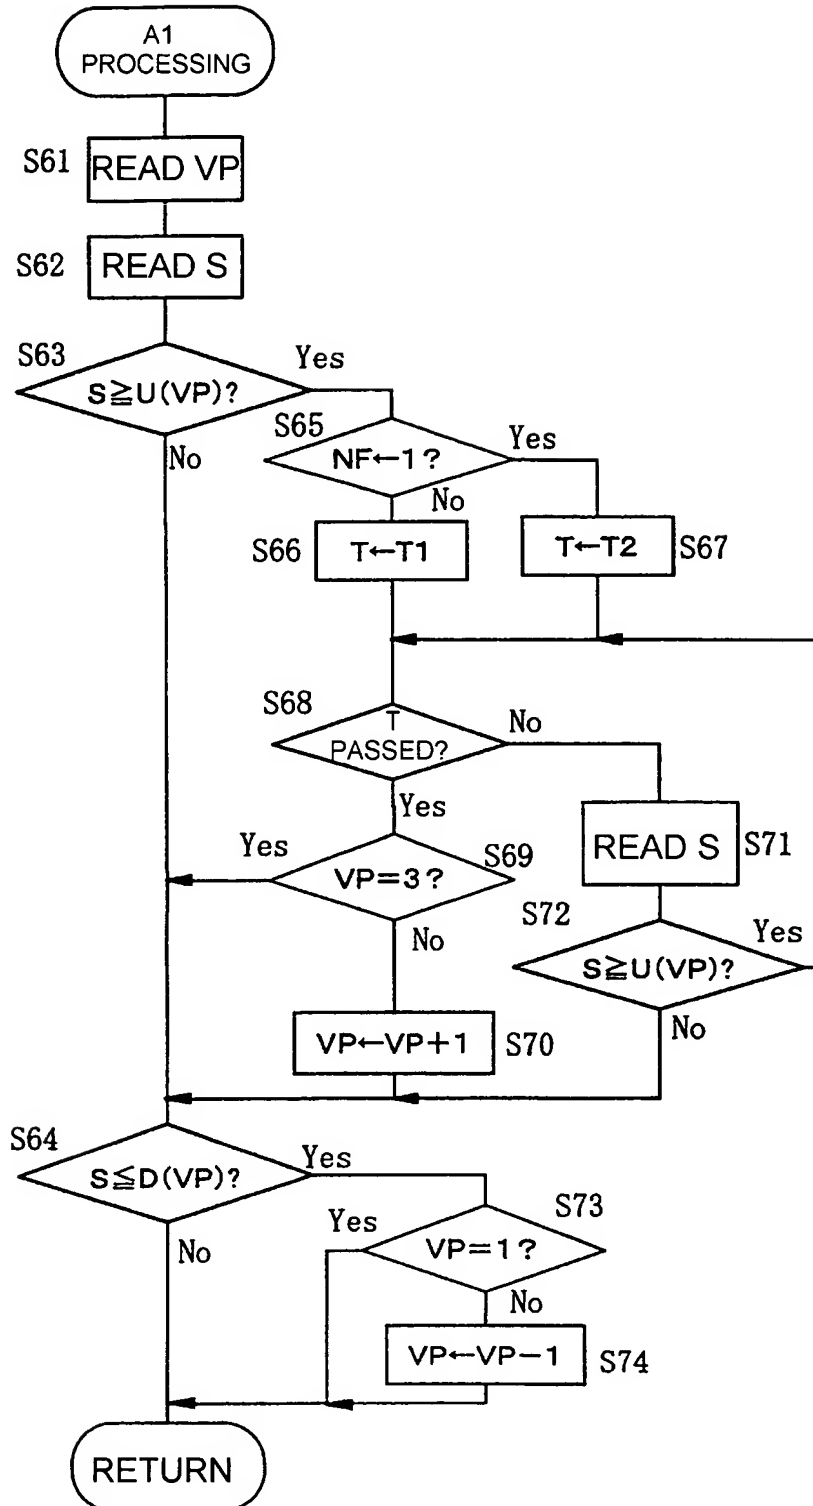 A1
PROCESSING
S61
READ VP
S62
READ S
S63
S≧U(VP)?
Yes
No
S65
NF←1?
Yes
No
S66
T←T1
T←T2
S67
S68
T
PASSED?
No
Yes
READ S
S71
Yes
VP=3?
S69
No
S72
S≧U(VP)?
Yes
No
VP←VP+1
S70
S64
S≦D(VP)?
Yes
No
S73
Yes
VP=1?
No
VP←VP−1
S74
RETURN